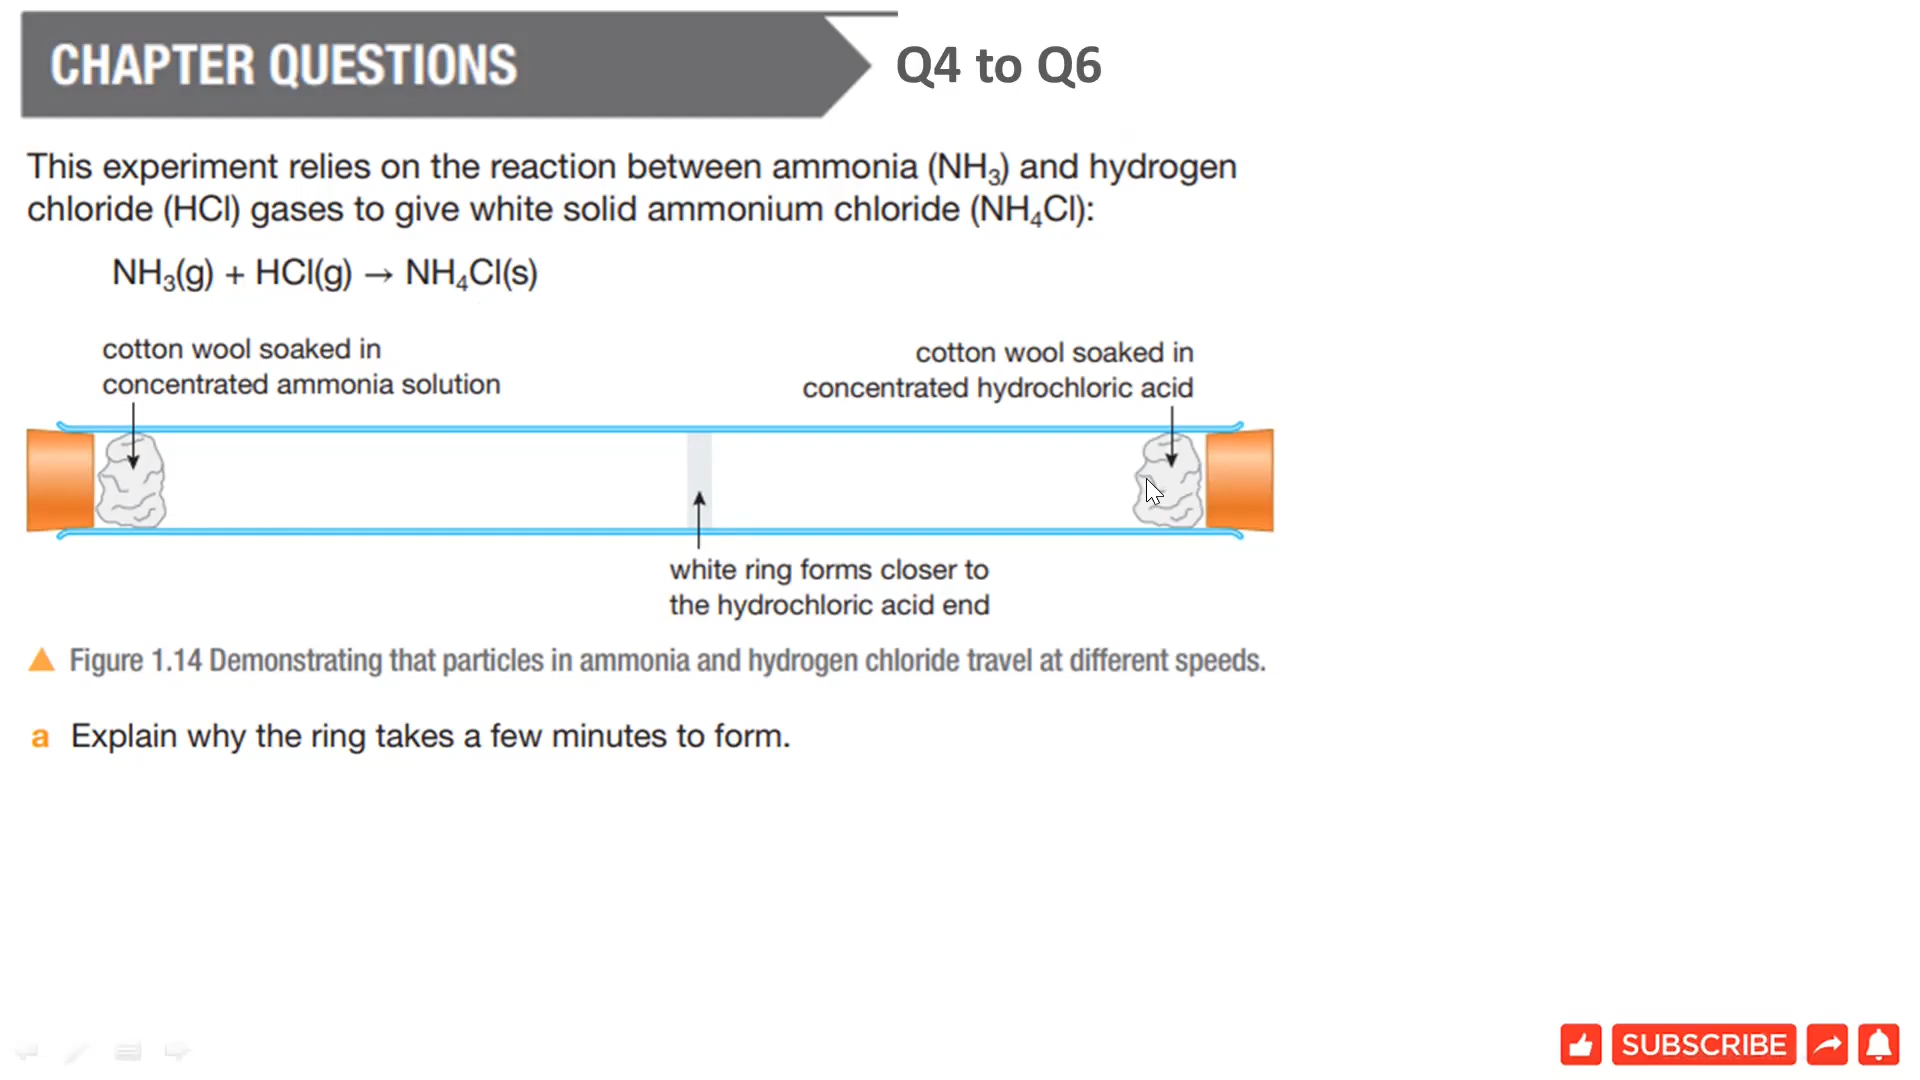 CHAPTER QUESTIONS
Q4 to Q6
This experiment relies on the reaction between ammonia (NH₃) and hydrogen
chloride (HCl) gases to give white solid ammonium chloride (NH₄Cl):
NH₃(g) + HCl(g) → NH₄Cl(s)
cotton wool soaked in
concentrated ammonia solution
cotton wool soaked in
concentrated hydrochloric acid
white ring forms closer to
the hydrochloric acid end
Figure 1.14 Demonstrating that particles in ammonia and hydrogen chloride travel at different speeds.
a Explain why the ring takes a few minutes to form.
SUBSCRIBE